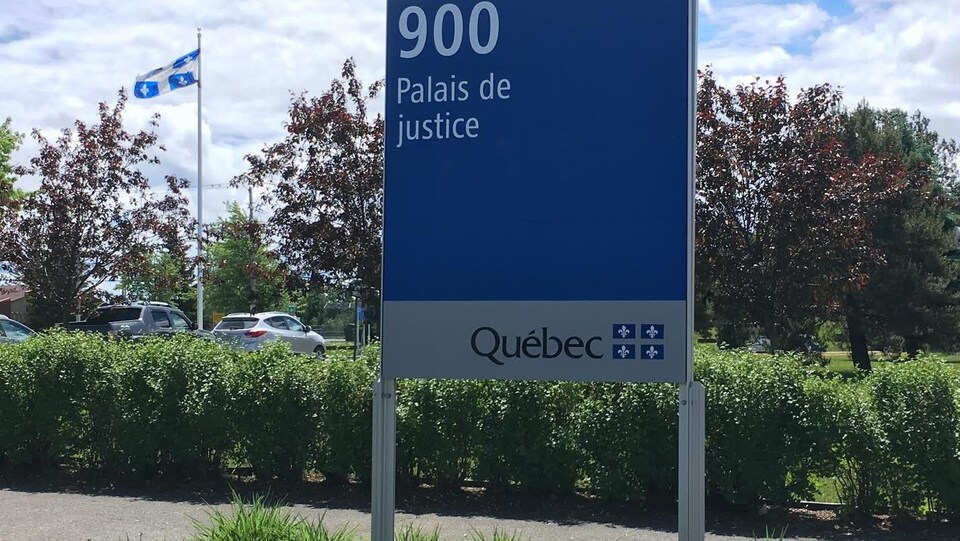 900
Palais de
justice
Québec